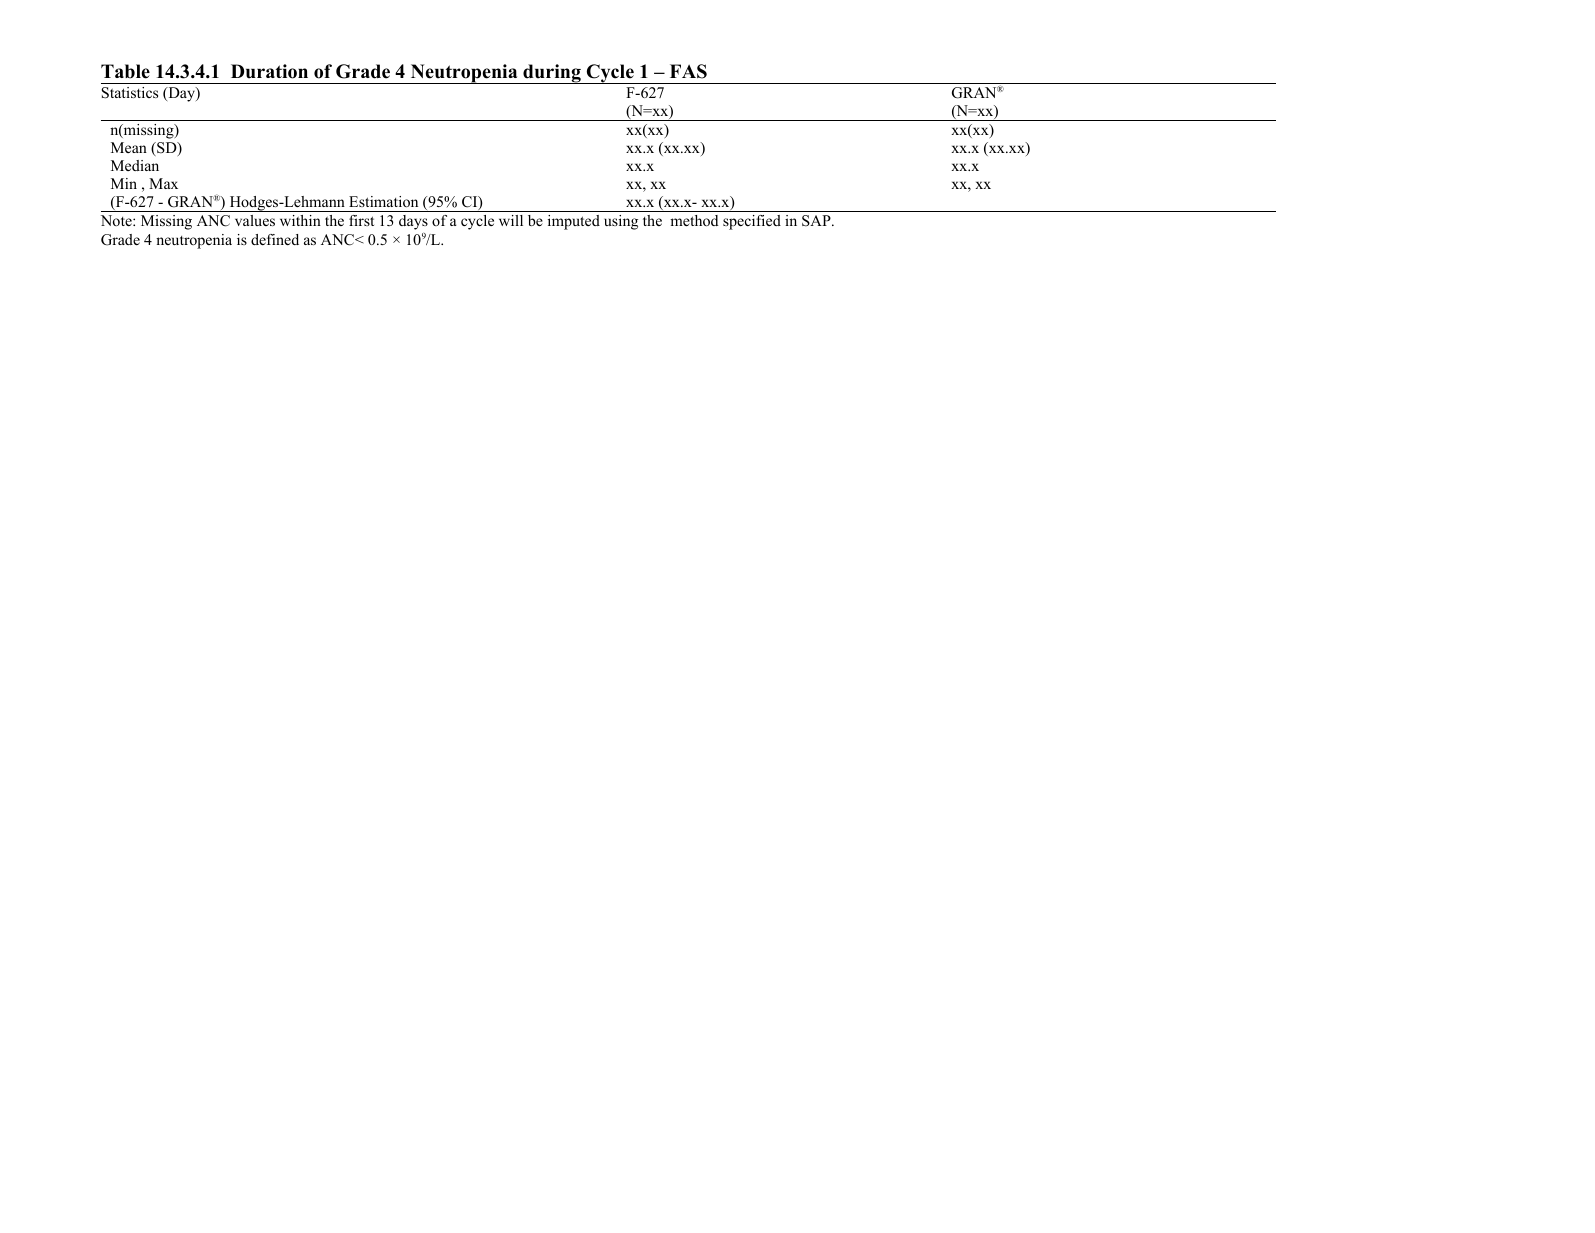 Table 14.3.4.1  Duration of Grade 4 Neutropenia during Cycle 1 – FAS
Statistics (Day) F-627 GRAN®
(N=xx) (N=xx)
n(missing) xx(xx) xx(xx)
Mean (SD) xx.x (xx.xx) xx.x (xx.xx)
Median xx.x xx.x
Min , Max xx, xx xx, xx
(F-627 - GRAN®) Hodges-Lehmann Estimation (95% CI) xx.x (xx.x- xx.x)
Note: Missing ANC values within the first 13 days of a cycle will be imputed using the  method specified in SAP.
Grade 4 neutropenia is defined as ANC< 0.5 × 10⁹/L.